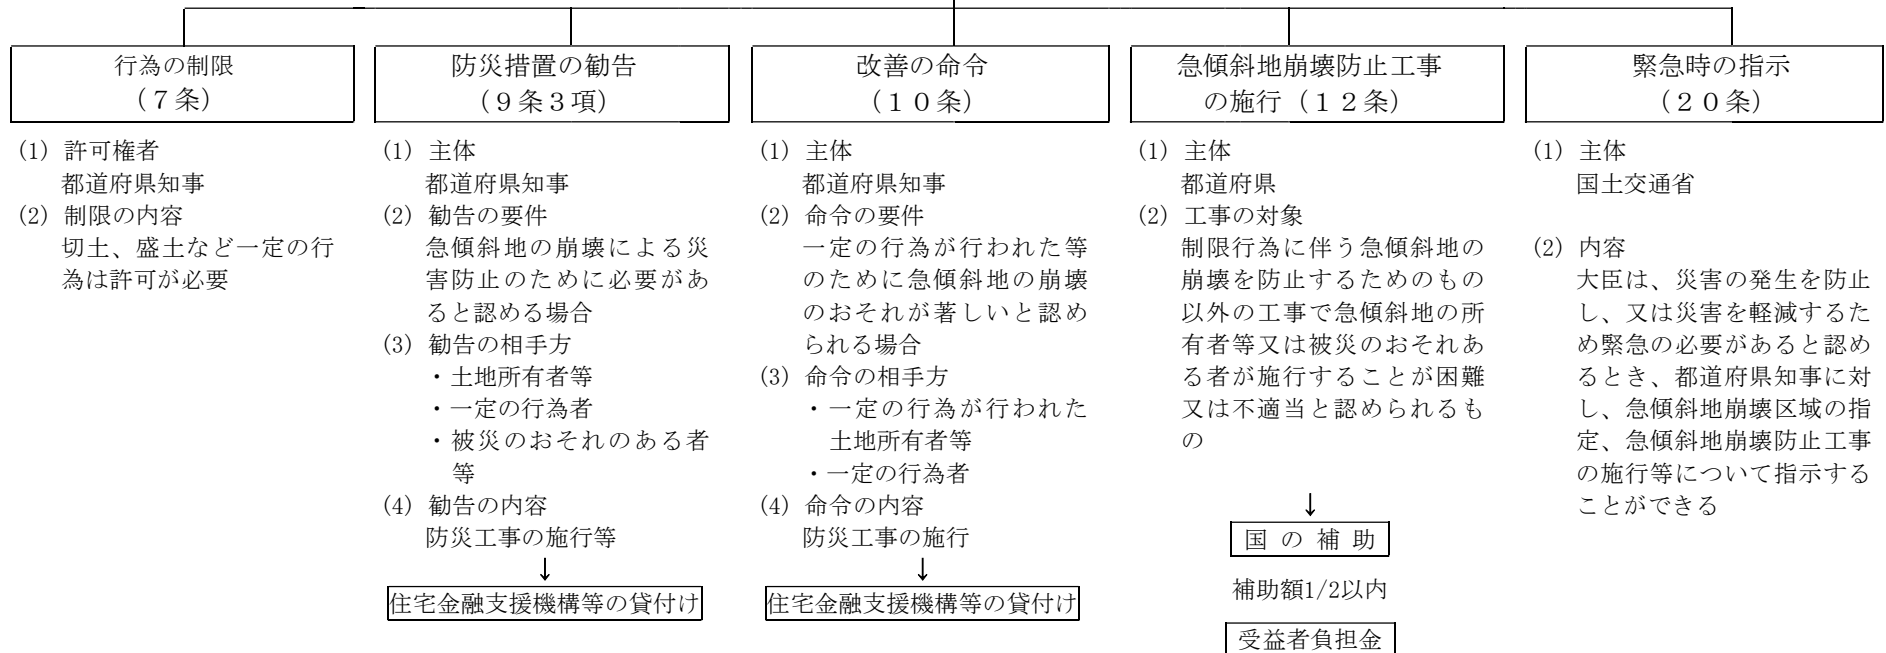 行為の制限
(7条)
(1) 許可権者
都道府県知事
(2) 制限の内容
切土、盛土など一定の行
為は許可が必要
防災措置の勧告
(9条3項)
(1) 主体
都道府県知事
(2) 勧告の要件
急傾斜地の崩壊による災
害防止のために必要があ
ると認める場合
(3) 勧告の相手方
・土地所有者等
・一定の行為者
・被災のおそれのある者
等
(4) 勧告の内容
防災工事の施行等
↓
住宅金融支援機構等の貸付け
改善の命令
(10条)
(1) 主体
都道府県知事
(2) 命令の要件
一定の行為が行われた等
のために急傾斜地の崩壊
のおそれが著しいと認め
られる場合
(3) 命令の相手方
・一定の行為が行われた
土地所有者等
・一定の行為者
(4) 命令の内容
防災工事の施行
↓
住宅金融支援機構等の貸付け
急傾斜地崩壊防止工事
の施行(12条)
(1) 主体
都道府県
(2) 工事の対象
制限行為に伴う急傾斜地の
崩壊を防止するためのもの
以外の工事で急傾斜地の所
有者等又は被災のおそれあ
る者が施行することが困難
又は不適当と認められるも
の
↓
国の補助
補助額1/2以内
受益者負担金
緊急時の指示
(20条)
(1) 主体
国土交通省
(2) 内容
大臣は、災害の発生を防止
し、又は災害を軽減するた
め緊急の必要があると認め
るとき、都道府県知事に対
し、急傾斜地崩壊区域の指
定、急傾斜地崩壊防止工事
の施行等について指示する
ことができる